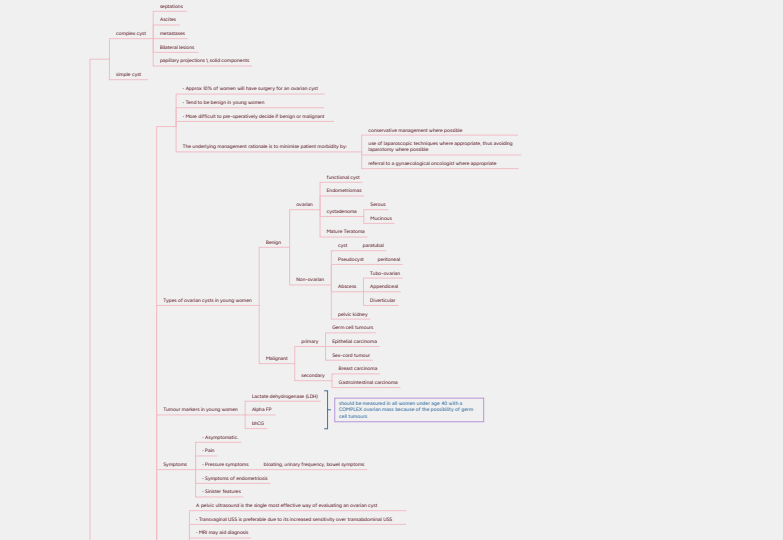 septations
Ascites
complex cyst
metastases
Bilateral lesions
papillary projections \ solid components
simple cyst
- Approx 10% of women will have surgery for an ovarian cyst
- Tend to be benign in young women
- More difficult to pre-operatively decide if benign or malignant
The underlying management rationale is to minimise patient morbidity by:
conservative management where possible
use of laparoscopic techniques where appropriate, thus avoiding
laparotomy where possible
referral to a gynaecological oncologist where appropriate
Types of ovarian cysts in young women
Benign
ovarian
functional cyst
Endometriomas
cystadenoma
Serous
Mucinous
Mature Teratoma
Non-ovarian
cyst
paratubal
Pseudocyst
peritoneal
Abscess
Tubo-ovarian
Appendiceal
Diverticular
pelvic kidney
Malignant
primary
Germ cell tumours
Epithelial carcinoma
Sex-cord tumour
secondary
Breast carcinoma
Gastrointestinal carcinoma
Tumour markers in young women
Lactate dehydrogenase (LDH)
Alpha FP
bhCG
should be measured in all women under age 40 with a
COMPLEX ovarian mass because of the possibility of germ
cell tumours
Symptoms
- Asymptomatic.
- Pain
- Pressure symptoms
bloating, urinary frequency, bowel symptoms
- Symptoms of endometriosis
- Sinister features
A pelvic ultrasound is the single most effective way of evaluating an ovarian cyst
- Transvaginal USS is preferable due to its increased sensitivity over transabdominal USS.
- MRI may aid diagnosis